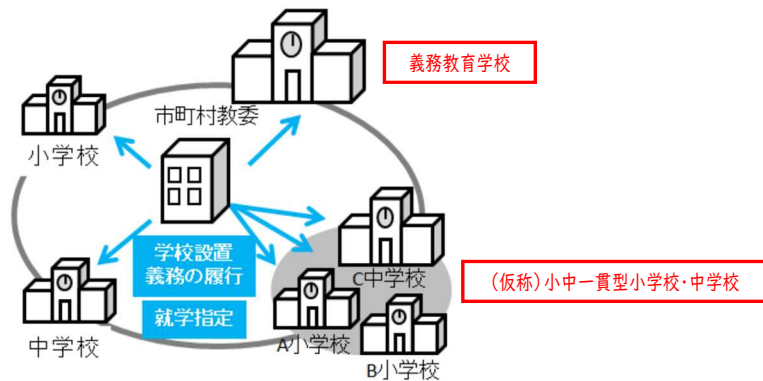 義務教育学校
市町村教委
小学校
学校設置
義務の履行
就学指定
C中学校
(仮称)小中一貫型小学校・中学校
中学校
A小学校
B小学校